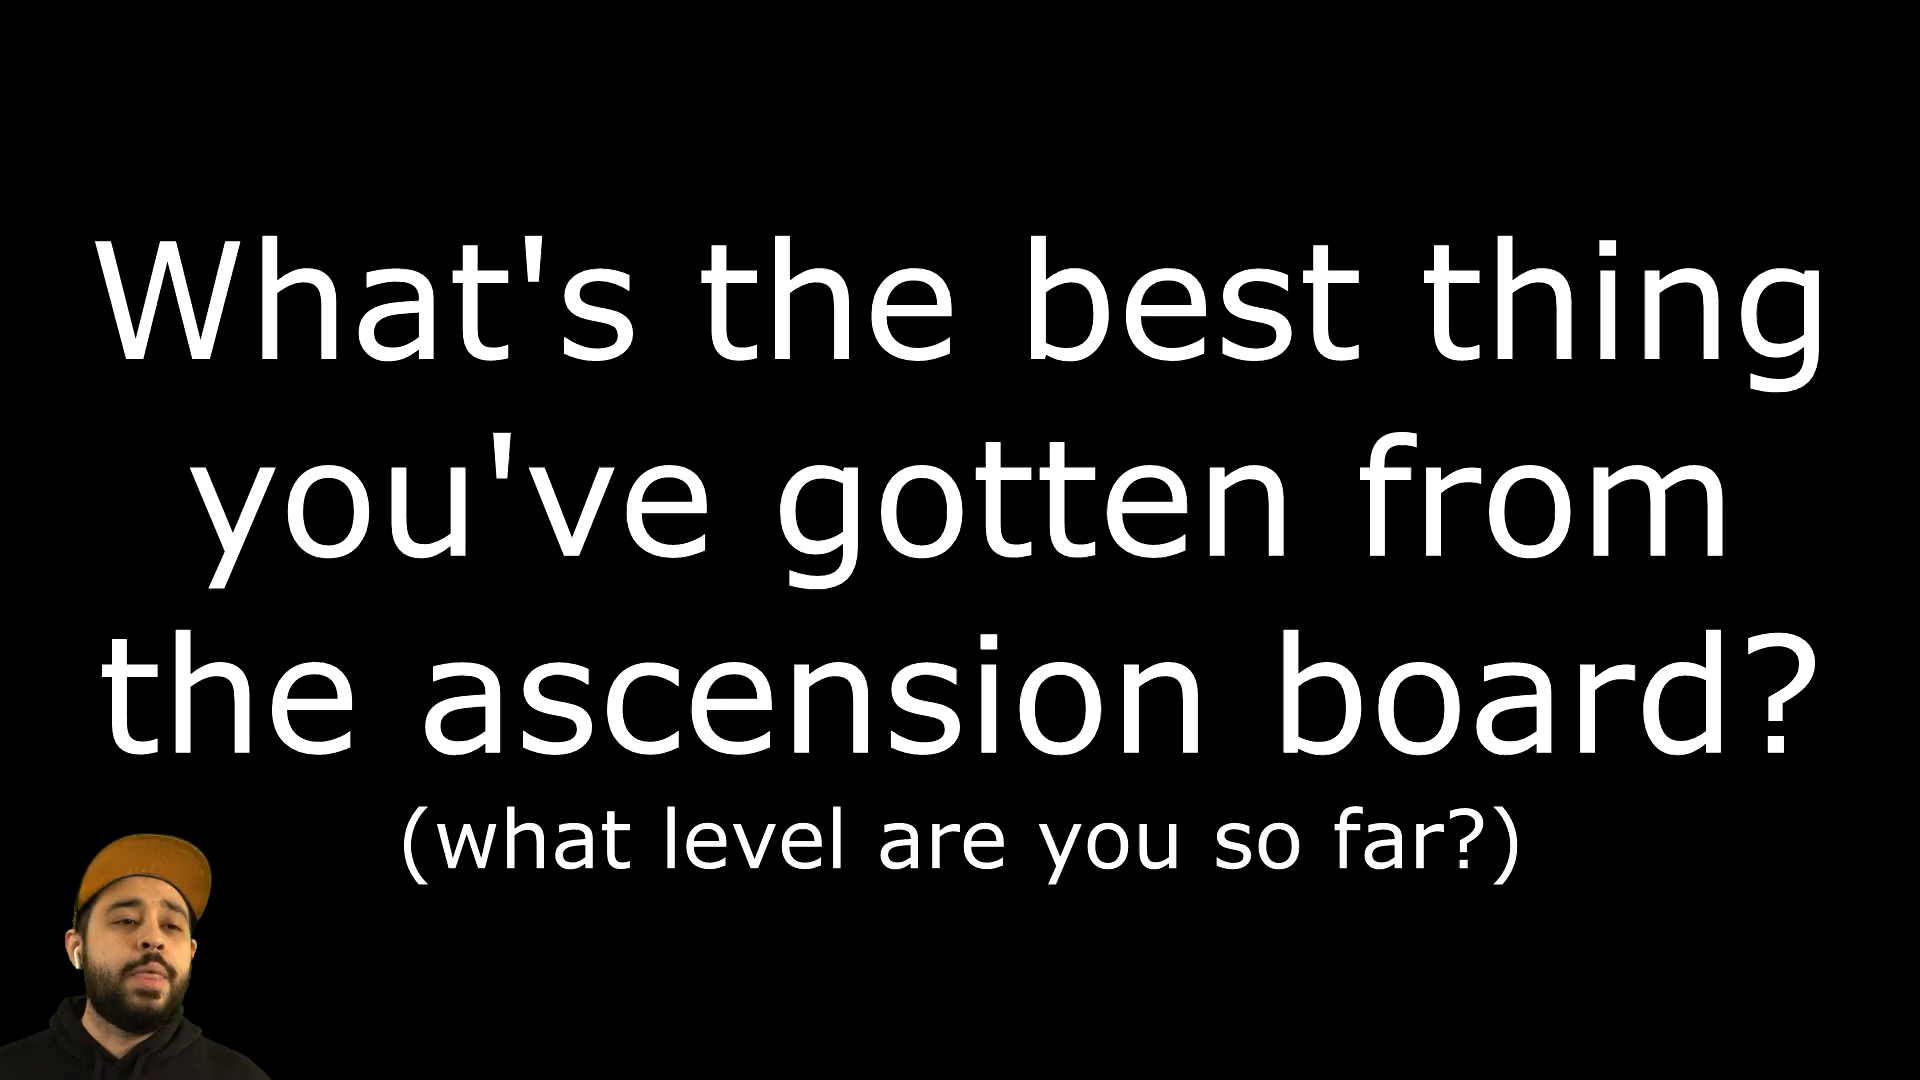 What's the best thing
you've gotten from
the ascension board?
(what level are you so far?)